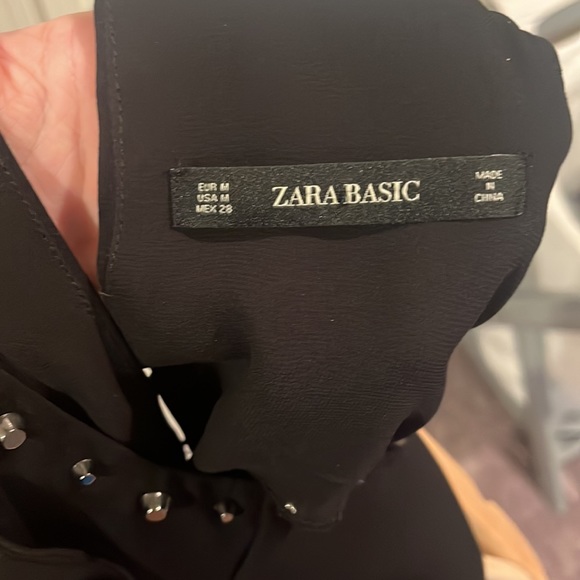 EUR M
USA M
MEX 28
ZARA BASIC
MADE
IN
CHINA